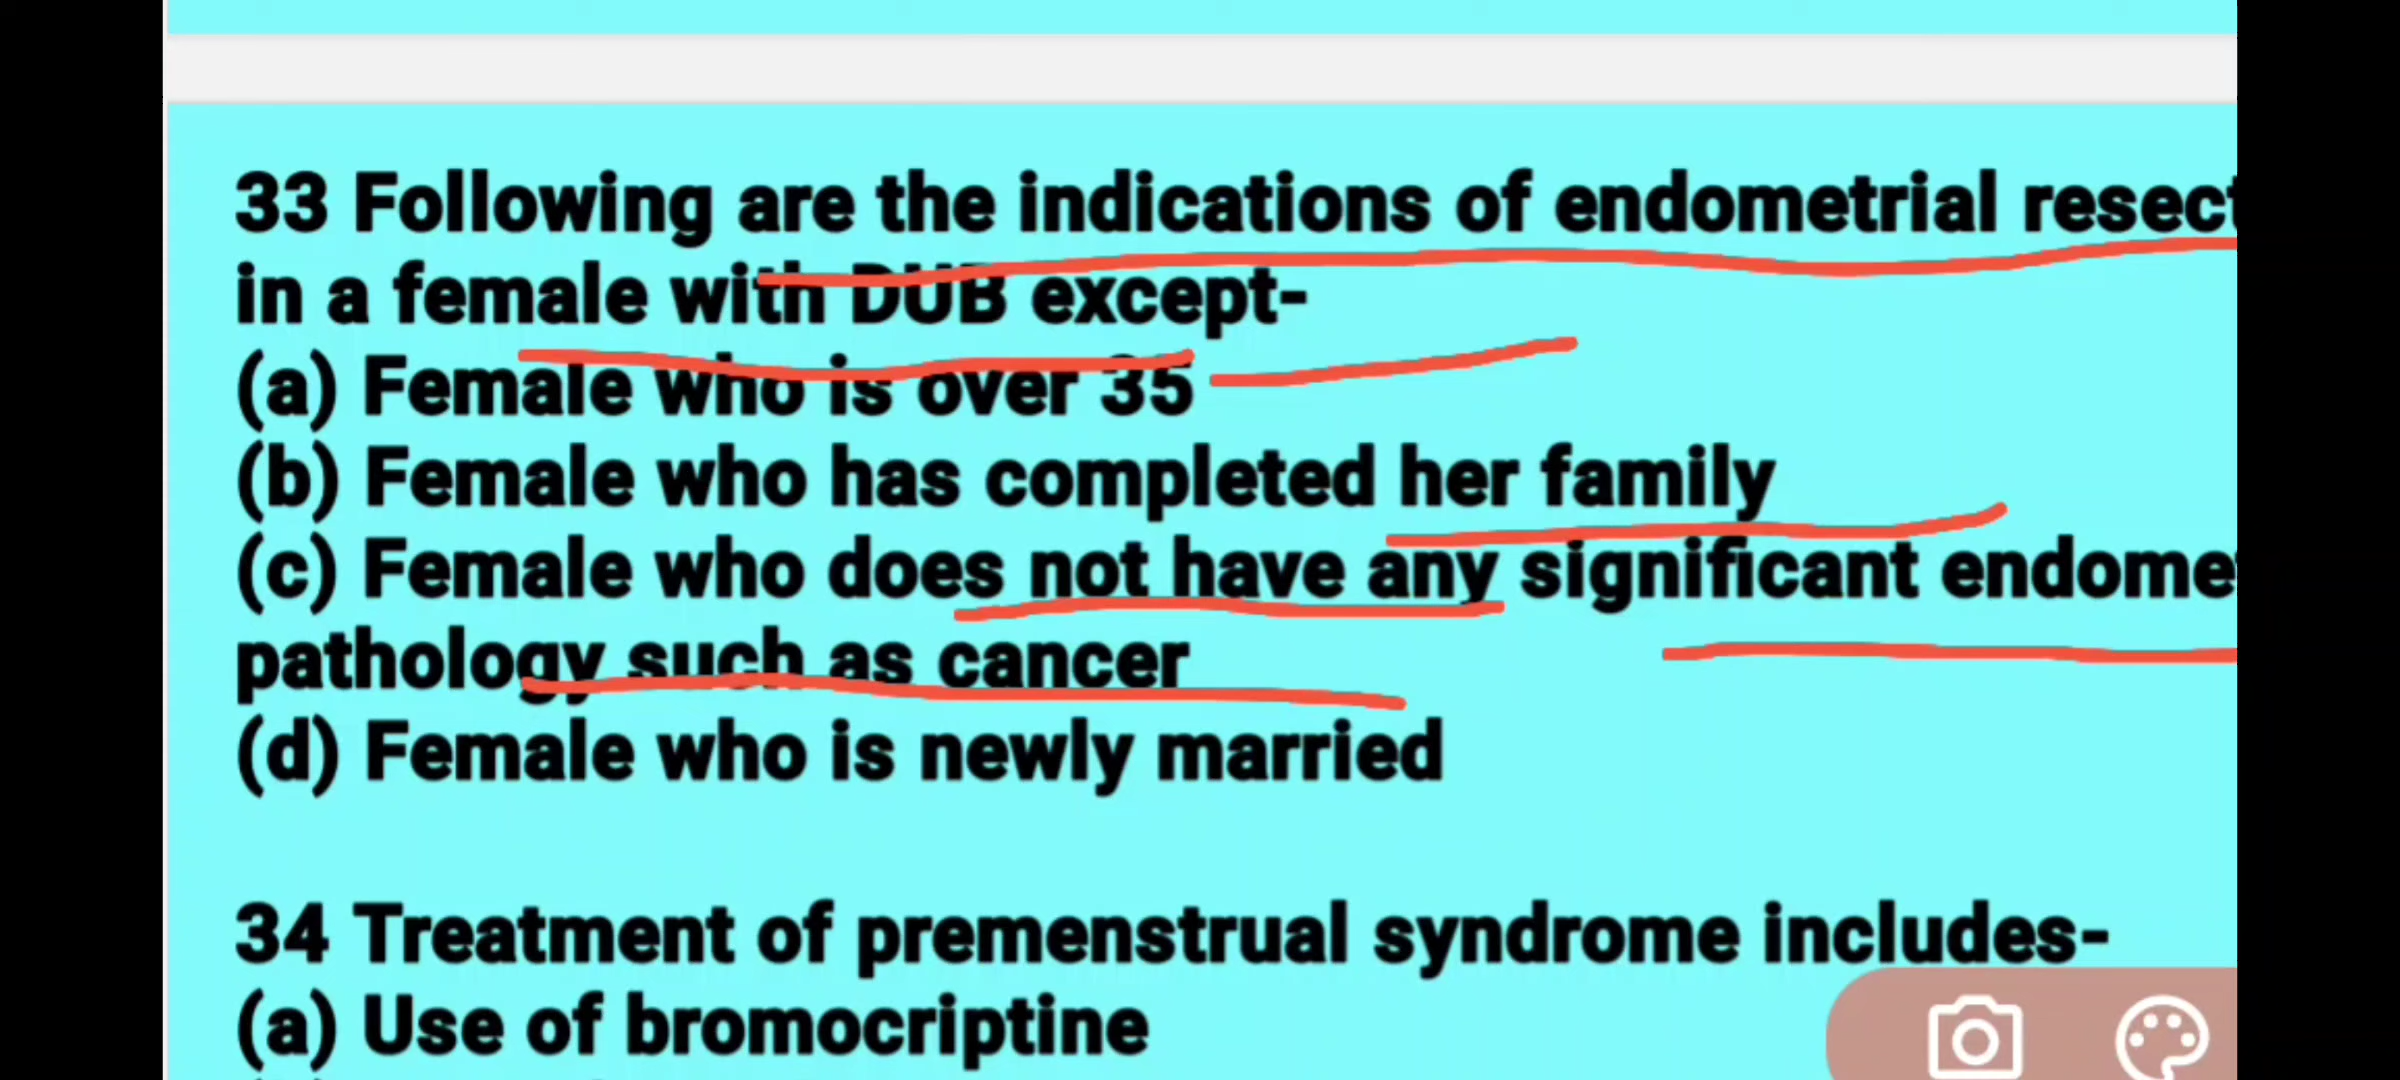 33 Following are the indications of endometrial resect
in a female with DUB except-
(a) Female who is over 35
(b) Female who has completed her family
(c) Female who does not have any significant endome
pathology such as cancer
(d) Female who is newly married
34 Treatment of premenstrual syndrome includes-
(a) Use of bromocriptine